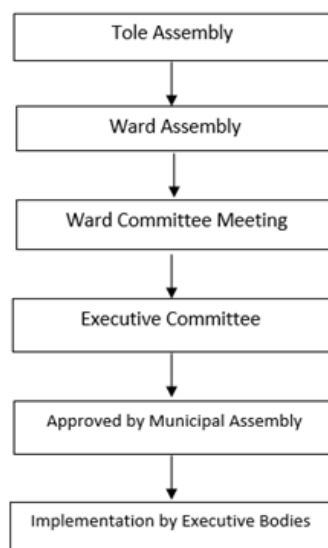 Tole Assembly
Ward Assembly
Ward Committee Meeting
Executive Committee
Approved by Municipal Assembly
Implementation by Executive Bodies